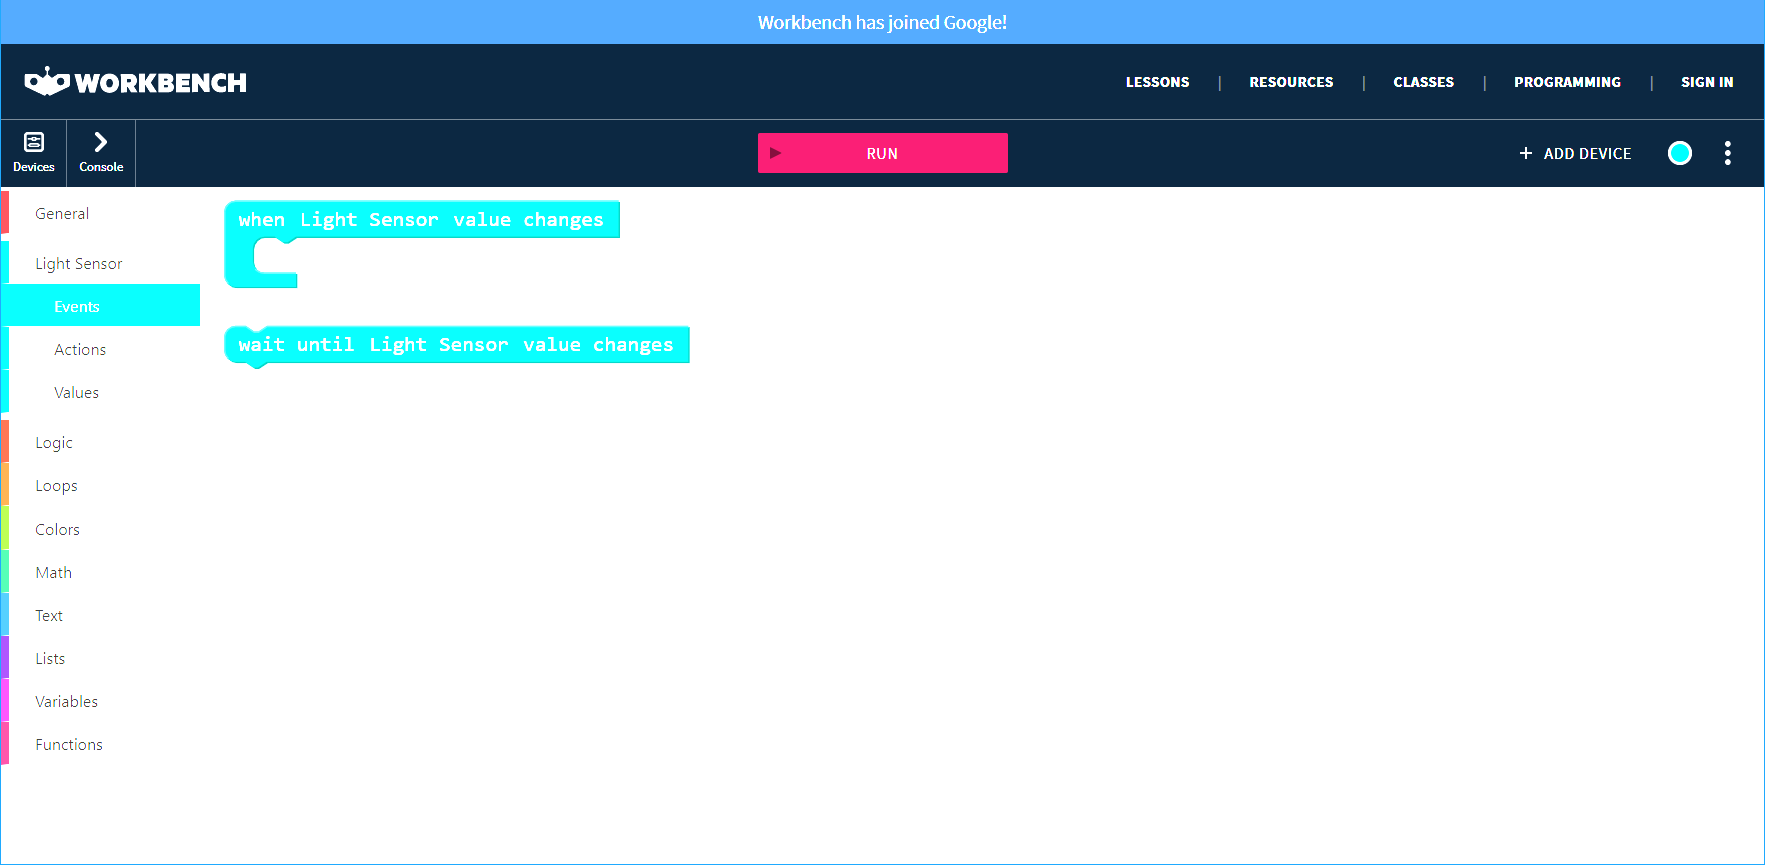 Workbench has joined Google!
WORKBENCH
LESSONS | RESOURCES | CLASSES | PROGRAMMING | SIGN IN
Devices
Console
RUN
+ ADD DEVICE
General
Light Sensor
Events
Actions
Values
Logic
Loops
Colors
Math
Text
Lists
Variables
Functions
when Light Sensor value changes
wait until Light Sensor value changes